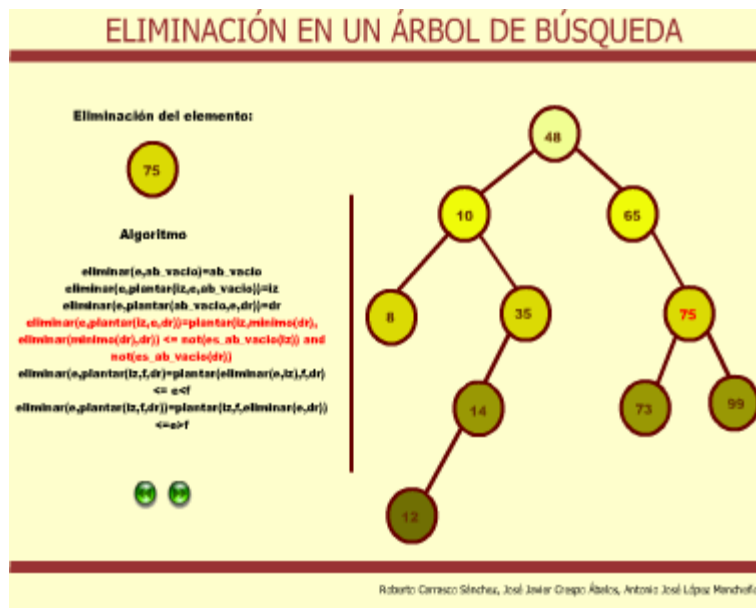 ELIMINACIÓN EN UN ÁRBOL DE BÚSQUEDA
Eliminación del elemento:
75
Algoritmo
eliminar(e,ab_vacio)=ab_vacio
eliminar(e,plantar(iz,e,ab_vacio))=iz
eliminar(e,plantar(ab_vacio,e,dr))=dr
eliminar(e,plantar(iz,e,dr))=plantar(iz,minimo(dr),
eliminar(minimo(dr),dr)) <= not(es_ab_vacio(iz)) and
not(es_ab_vacio(dr))
eliminar(e,plantar(iz,f,dr)=plantar(eliminar(e,iz),f,dr)
<= e<f
eliminar(e,plantar(iz,f,dr))=plantar(iz,f,eliminar(e,dr))
<=e>f
48
10
65
8
35
75
14
73
99
12
Roberto Carrasco Sánchez, José Javier Crespo Ábalos, Antonio José López